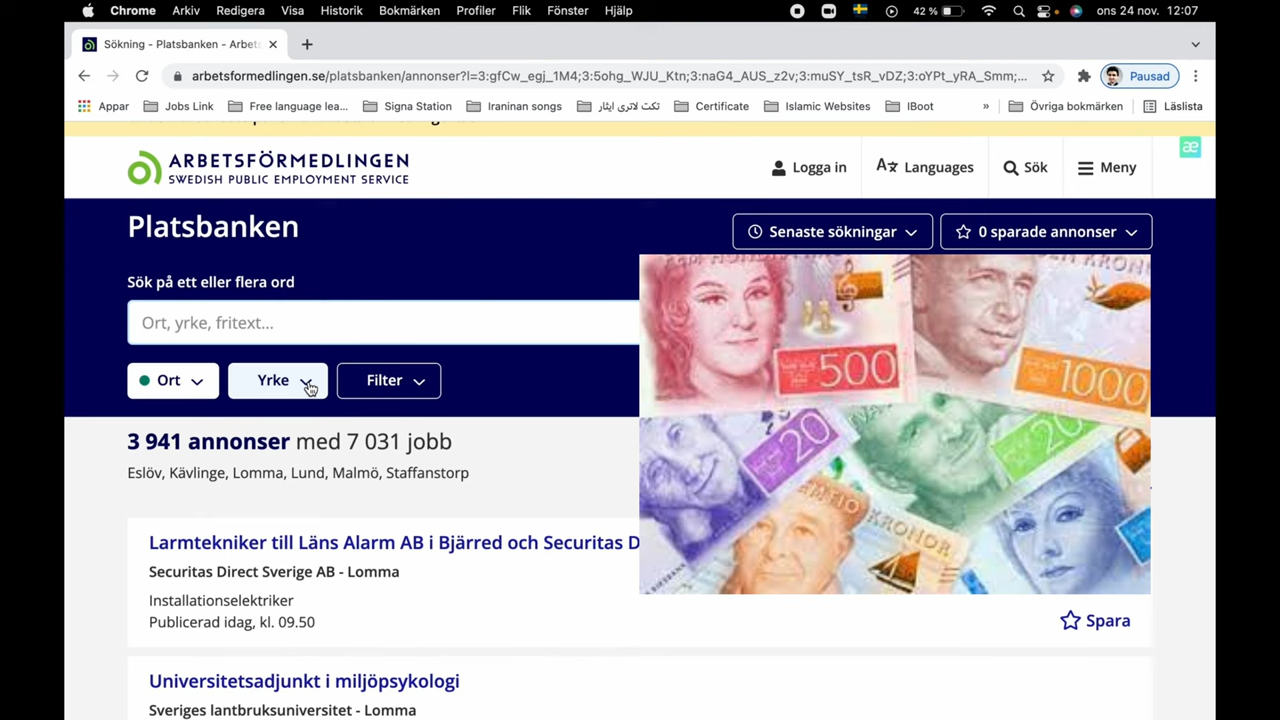 Chrome Arkiv Redigera Visa Historik Bokmärken Profiler Flik Fönster Hjälp 42 % ons 24 nov. 12:07
Sökning - Platsbanken - Arbets
arbetsformedlingen.se/platsbanken/annonser?l=3:gfCw_egj_1M4;3:5ohg_WJU_Ktn;3:naG4_AUS_z2v;3:muSY_tsR_vDZ;3:oYPt_yRA_Smm;... Pausad
Appar Jobs Link Free language lea... Signa Station Iraninan songs تكت لاتری ایثار Certificate Islamic Websites IBoot » Övriga bokmärken Läslista
ARBETSFÖRMEDLINGEN
SWEDISH PUBLIC EMPLOYMENT SERVICE
Logga in Languages Sök Meny
æ
Platsbanken
Senaste sökningar 0 sparade annonser
Sök på ett eller flera ord
Ort, yrke, fritext...
Ort Yrke Filter
500
1000
20
20
KRONOR
3 941 annonser med 7 031 jobb
Eslöv, Kävlinge, Lomma, Lund, Malmö, Staffanstorp
Larmtekniker till Läns Alarm AB i Bjärred och Securitas D
Securitas Direct Sverige AB - Lomma
Installationselektriker
Publicerad idag, kl. 09.50
Spara
Universitetsadjunkt i miljöpsykologi
Sveriges lantbruksuniversitet - Lomma